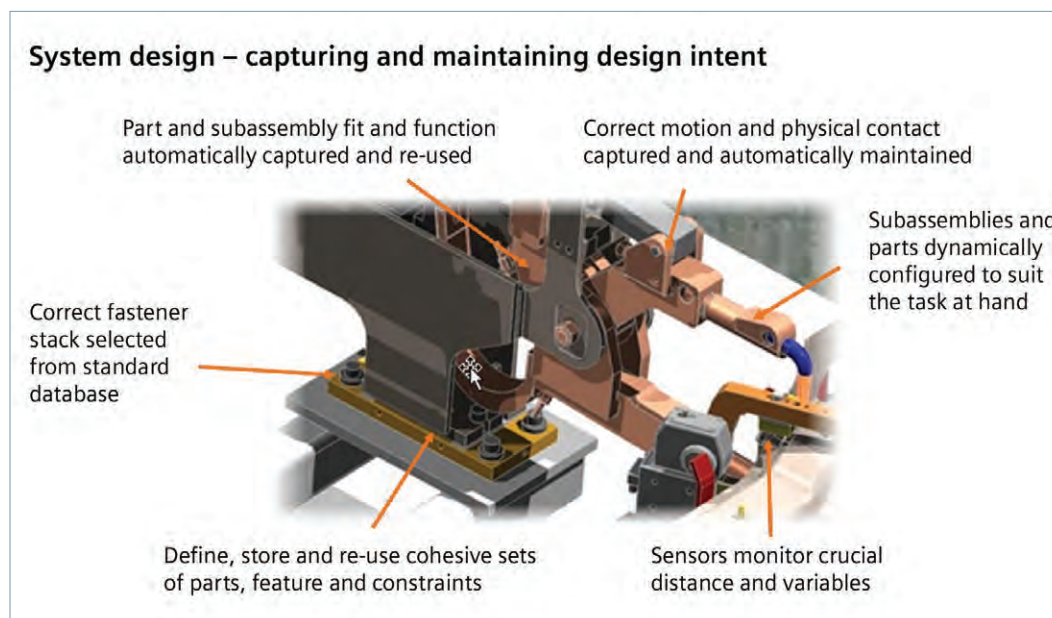 System design – capturing and maintaining design intent
Part and subassembly fit and function
automatically captured and re-used
Correct motion and physical contact
captured and automatically maintained
Subassemblies and
parts dynamically
configured to suit
the task at hand
Correct fastener
stack selected
from standard
database
Define, store and re-use cohesive sets
of parts, feature and constraints
Sensors monitor crucial
distance and variables